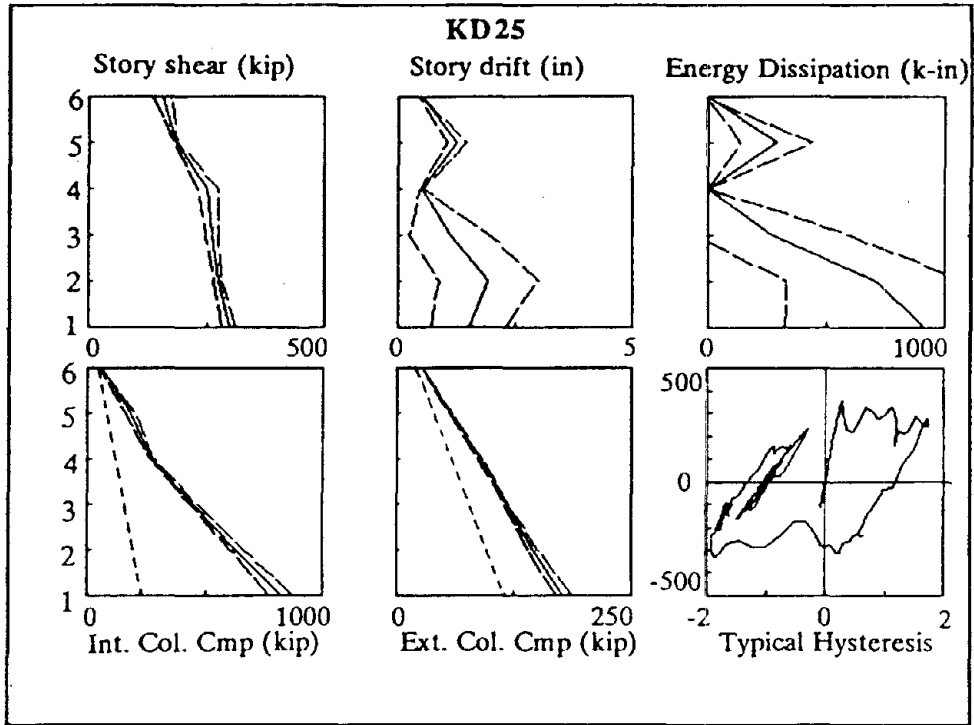 KD25
Story shear (kip)
Story drift (in)
Energy Dissipation (k-in)
6
5
4
3
2
1
0 500
0 5
0 1000
6
5
4
3
2
1
0 1000
Int. Col. Cmp (kip)
0 250
Ext. Col. Cmp (kip)
500
0
-500
-2 0 2
Typical Hysteresis